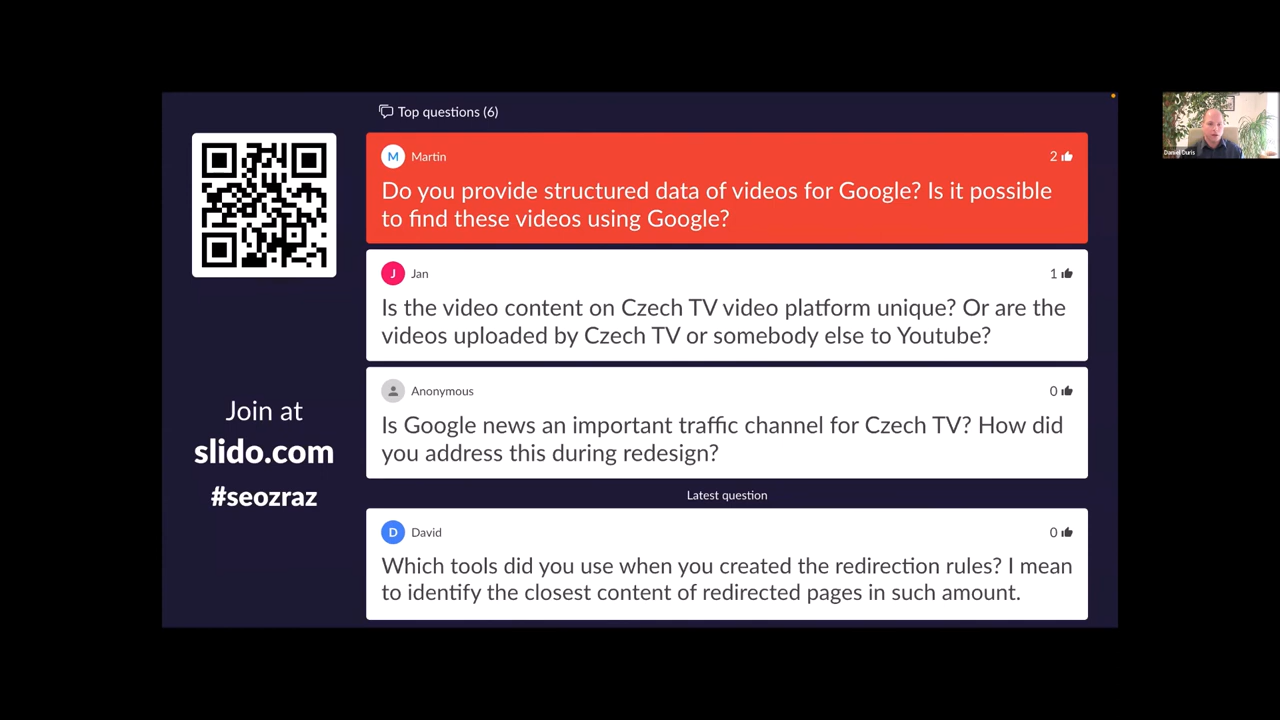 Top questions (6)
M Martin 2
Do you provide structured data of videos for Google? Is it possible
to find these videos using Google?
J Jan 1
Is the video content on Czech TV video platform unique? Or are the
videos uploaded by Czech TV or somebody else to Youtube?
Anonymous 0
Is Google news an important traffic channel for Czech TV? How did
you address this during redesign?
Latest question
D David 0
Which tools did you use when you created the redirection rules? I mean
to identify the closest content of redirected pages in such amount.
Join at
slido.com
#seozraz
Daniel Duris